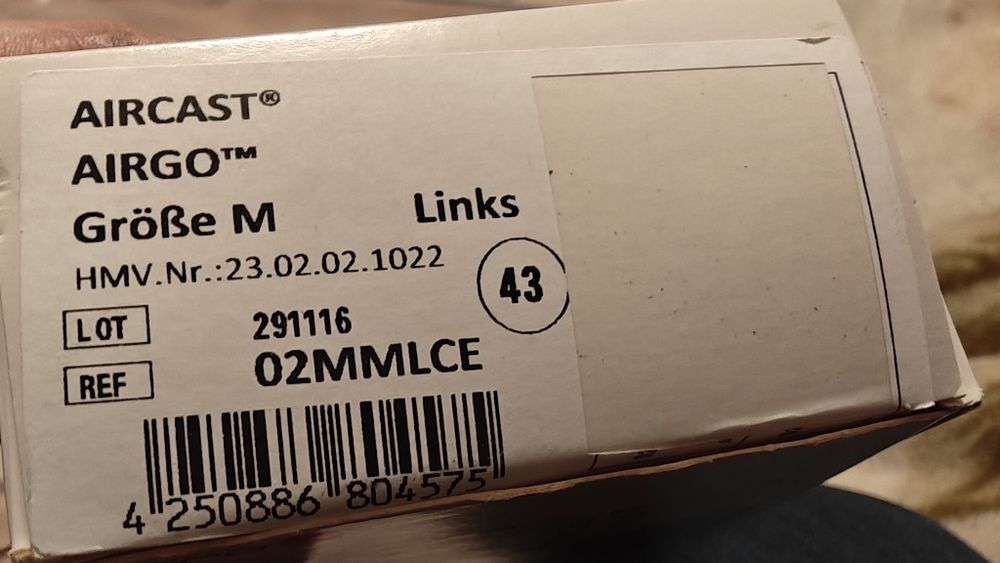 AIRCAST®
AIRGO™
Größe M Links
HMV.Nr.:23.02.02.1022
43
LOT 291116
REF 02MMLCE
4 250886 804575